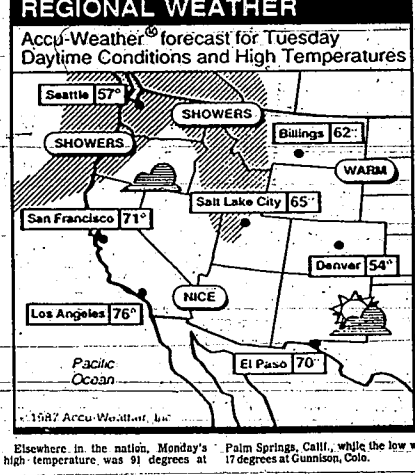 REGIONAL WEATHER
Accu-Weather® forecast for Tuesday
Daytime Conditions and High Temperatures
Seattle 57°
SHOWERS
SHOWERS
Billings 62°
WARM
Salt Lake City 65°
San Francisco 71°
Denver 54°
NICE
Los Angeles 76°
Pacific
Ocean
El Paso 70°
© 1987 Accu-Weather, Inc.
Elsewhere in the nation, Monday's
high temperature was 91 degrees at
Palm Springs, Calif., while the low
17 degrees at Gunnison, Colo.